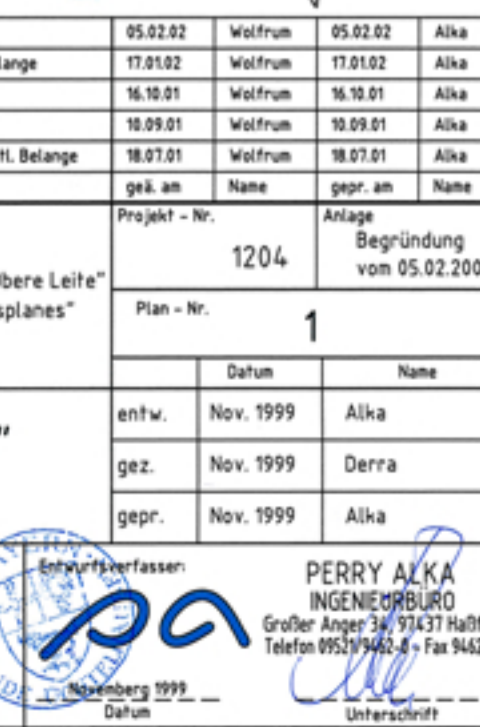 05.02.02 Wolfrum 05.02.02 Alka
lange 17.01.02 Wolfrum 17.01.02 Alka
16.10.01 Wolfrum 16.10.01 Alka
10.09.01 Wolfrum 10.09.01 Alka
tl. Belange 18.07.01 Wolfrum 18.07.01 Alka
geä. am Name gepr. am Name
Projekt - Nr. Anlage
1204 Begründung
vom 05.02.200
bere Leite"
splanes"
Plan - Nr.
1
Datum Name
entw. Nov. 1999 Alka
gez. Nov. 1999 Derra
gepr. Nov. 1999 Alka
Entwurfsverfasser:
pa
PERRY ALKA
INGENIEURBÜRO
Großer Anger 34, 97437 Haßf
Telefon 09521/9462-0 - Fax 9462
Novemberg 1999
Datum Unterschrift